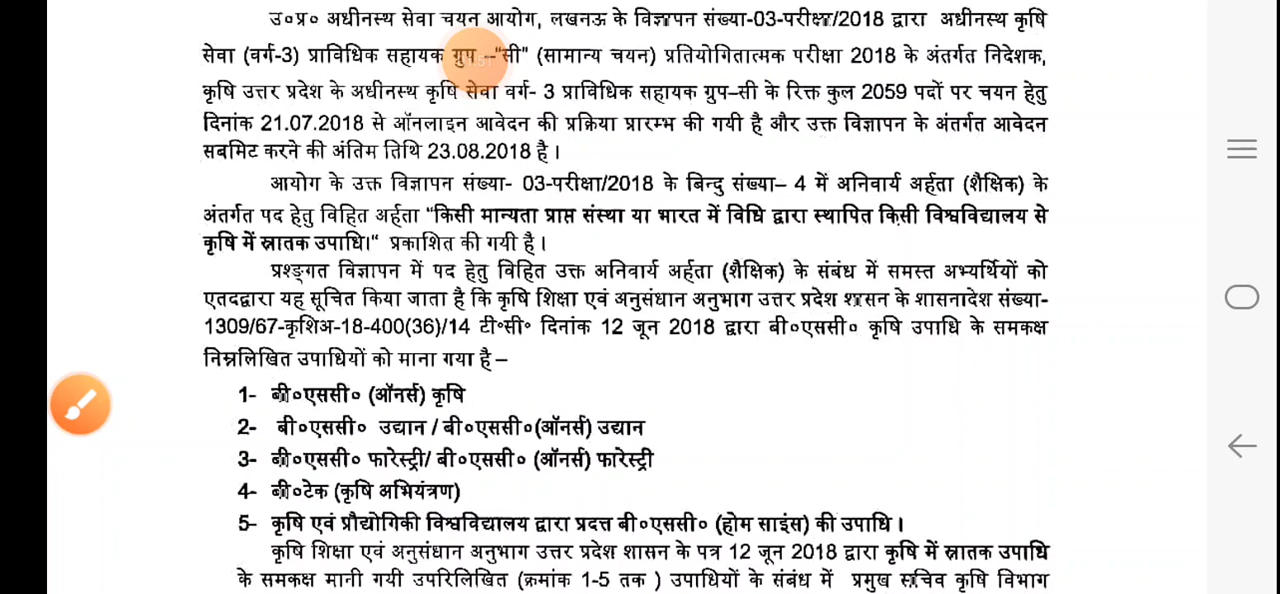 उ०प्र० अधीनस्थ सेवा चयन आयोग, लखनऊ के विज्ञापन संख्या-03-परीक्षा/2018 द्वारा अधीनस्थ कृषि
सेवा (वर्ग-3) प्राविधिक सहायक ग्रुप –"सी" (सामान्य चयन) प्रतियोगितात्मक परीक्षा 2018 के अंतर्गत निदेशक,
कृषि उत्तर प्रदेश के अधीनस्थ कृषि सेवा वर्ग- 3 प्राविधिक सहायक ग्रुप–सी के रिक्त कुल 2059 पदों पर चयन हेतु
दिनांक 21.07.2018 से ऑनलाइन आवेदन की प्रक्रिया प्रारम्भ की गयी है और उक्त विज्ञापन के अंतर्गत आवेदन
सबमिट करने की अंतिम तिथि 23.08.2018 है।
आयोग के उक्त विज्ञापन संख्या- 03-परीक्षा/2018 के बिन्दु संख्या– 4 में अनिवार्य अर्हता (शैक्षिक) के
अंतर्गत पद हेतु विहित अर्हता "किसी मान्यता प्राप्त संस्था या भारत में विधि द्वारा स्थापित किसी विश्वविद्यालय से
कृषि में स्नातक उपाधि।" प्रकाशित की गयी है।
प्रश्ङ्गत विज्ञापन में पद हेतु विहित उक्त अनिवार्य अर्हता (शैक्षिक) के संबंध में समस्त अभ्यर्थियों को
एतदद्वारा यह सूचित किया जाता है कि कृषि शिक्षा एवं अनुसंधान अनुभाग उत्तर प्रदेश शासन के शासनादेश संख्या-
1309/67-कृशिअ-18-400(36)/14 टी०सी० दिनांक 12 जून 2018 द्वारा बी०एससी० कृषि उपाधि के समकक्ष
निम्नलिखित उपाधियों को माना गया है –
1- बी०एससी० (ऑनर्स) कृषि
2- बी०एससी० उद्यान / बी०एससी०(ऑनर्स) उद्यान
3- बी०एससी० फारेस्ट्री/ बी०एससी० (ऑनर्स) फारेस्ट्री
4- बी०टेक (कृषि अभियंत्रण)
5- कृषि एवं प्रौद्योगिकी विश्वविद्यालय द्वारा प्रदत्त बी०एससी० (होम साइंस) की उपाधि।
कृषि शिक्षा एवं अनुसंधान अनुभाग उत्तर प्रदेश शासन के पत्र 12 जून 2018 द्वारा कृषि में स्नातक उपाधि
के समकक्ष मानी गयी उपरिलिखित (क्रमांक 1-5 तक ) उपाधियों के संबंध में प्रमुख सचिव कृषि विभाग